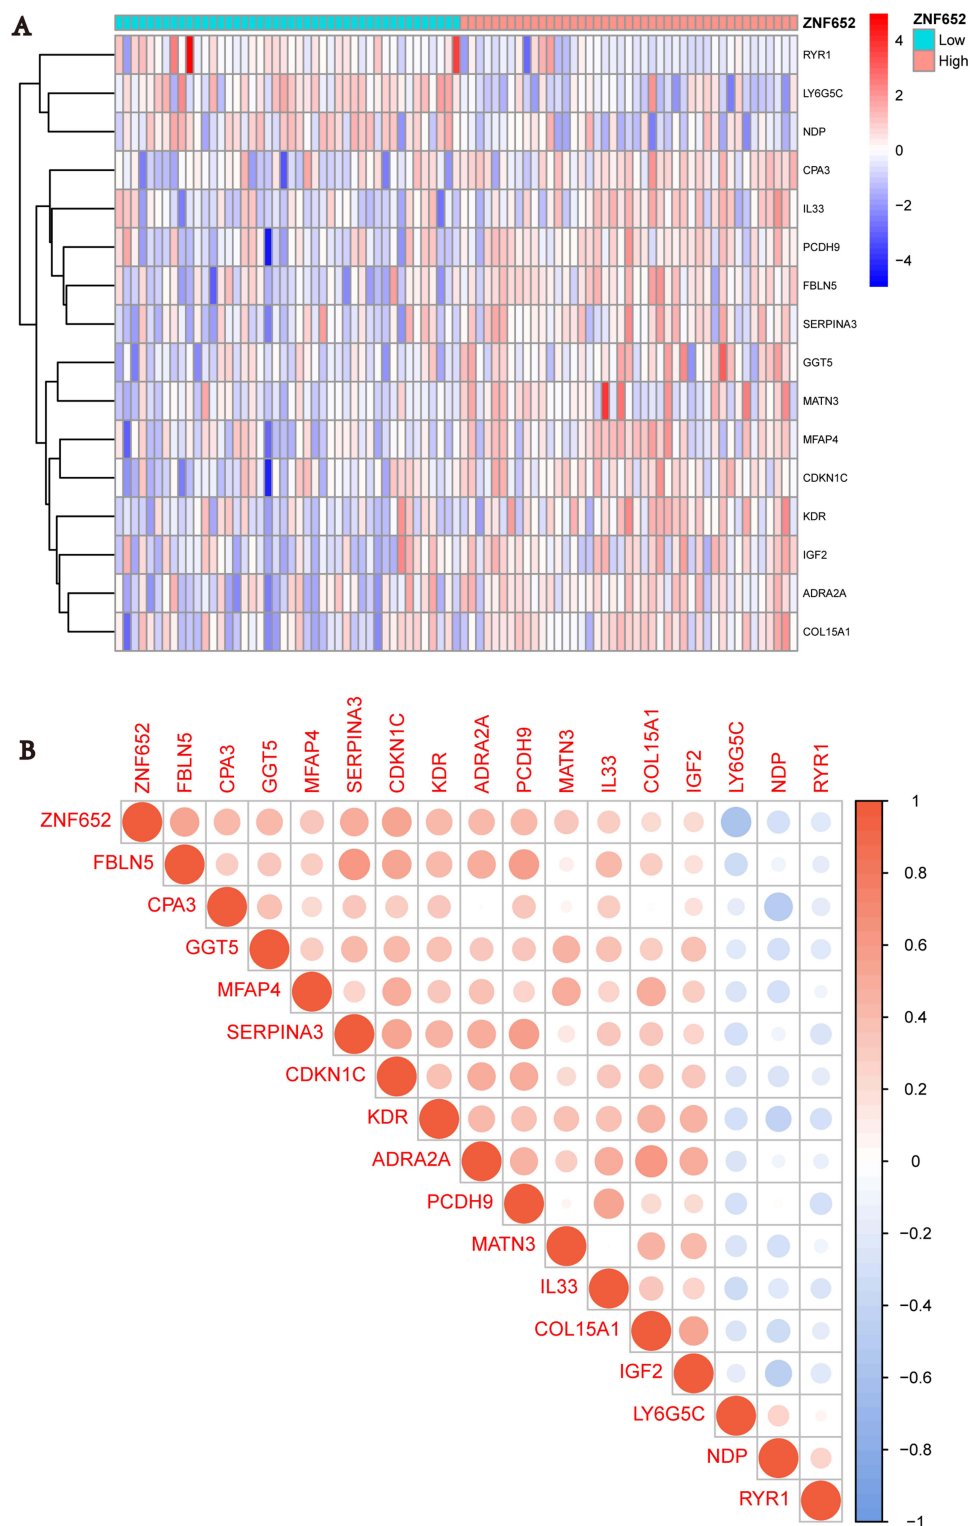 A
ZNF652
ZNF652
Low
High
4
2
0
−2
−4
RYR1
LY6G5C
NDP
CPA3
IL33
PCDH9
FBLN5
SERPINA3
GGT5
MATN3
MFAP4
CDKN1C
KDR
IGF2
ADRA2A
COL15A1
B
ZNF652
FBLN5
CPA3
GGT5
MFAP4
SERPINA3
CDKN1C
KDR
ADRA2A
PCDH9
MATN3
IL33
COL15A1
IGF2
LY6G5C
NDP
RYR1
ZNF652
FBLN5
CPA3
GGT5
MFAP4
SERPINA3
CDKN1C
KDR
ADRA2A
PCDH9
MATN3
IL33
COL15A1
IGF2
LY6G5C
NDP
RYR1
1
0.8
0.6
0.4
0.2
0
−0.2
−0.4
−0.6
−0.8
−1